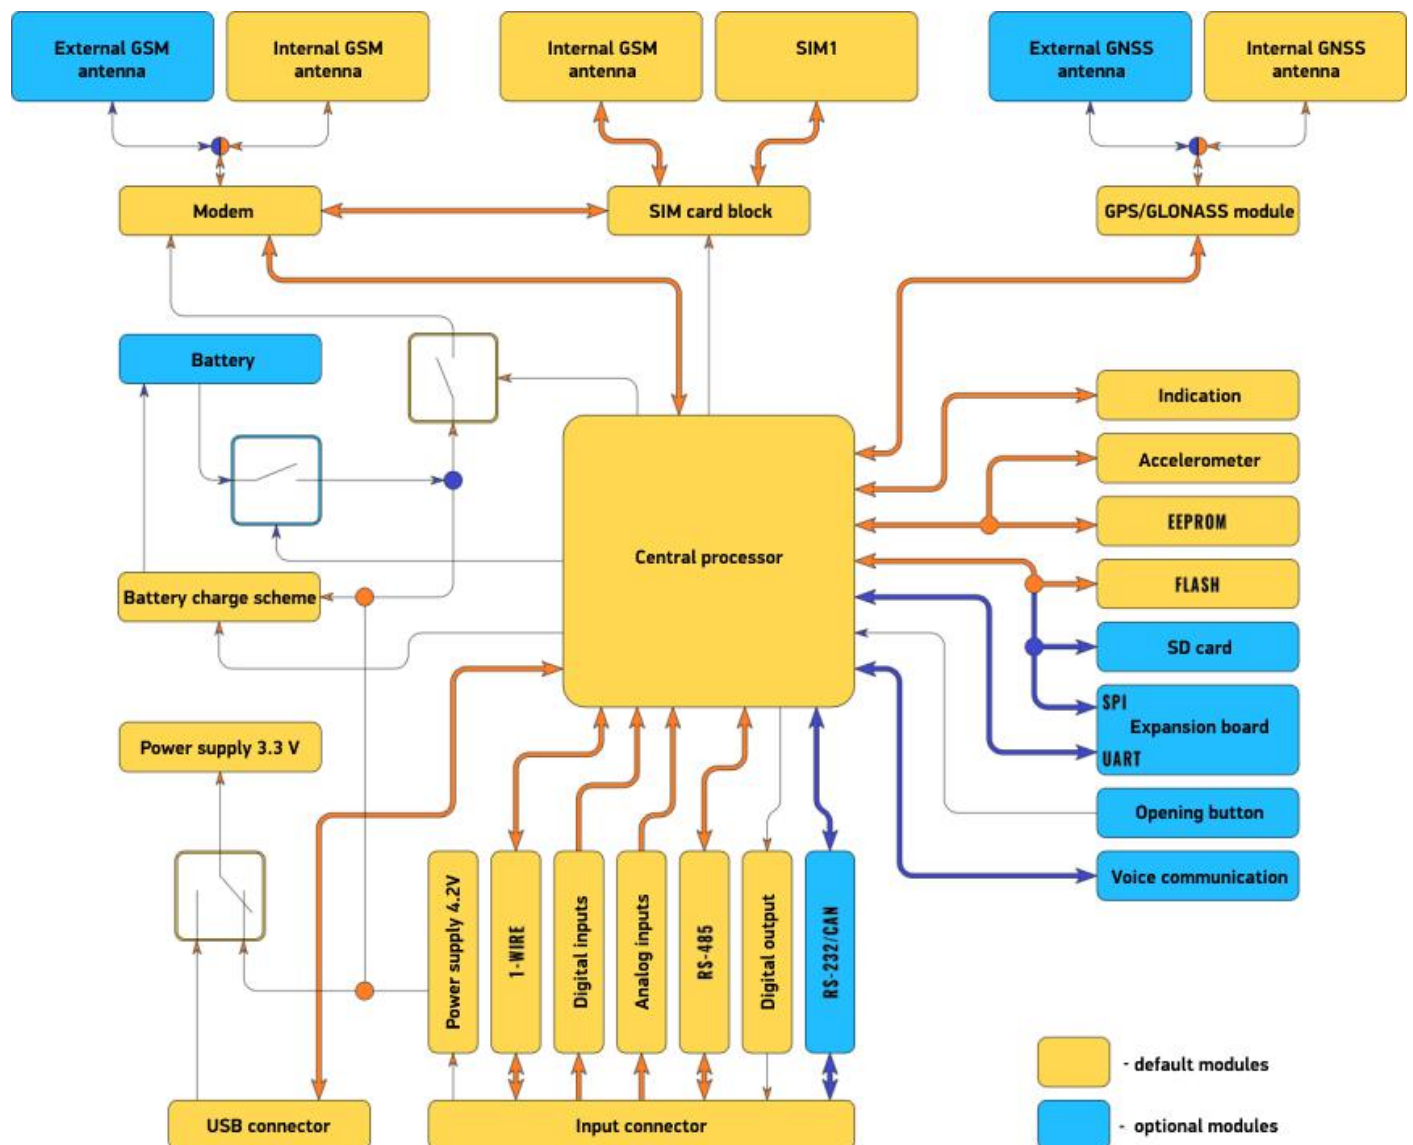 External GSM
antenna
Internal GSM
antenna
Internal GSM
antenna
SIM1
External GNSS
antenna
Internal GNSS
antenna
Modem
SIM card block
GPS/GLONASS module
Battery
Indication
Accelerometer
EEPROM
Central processor
FLASH
Battery charge scheme
SD card
SPI
Expansion board
UART
Power supply 3.3 V
Opening button
Voice communication
Power supply 4.2V
1-WIRE
Digital inputs
Analog inputs
RS-485
Digital output
RS-232/CAN
- default modules
USB connector
Input connector
- optional modules